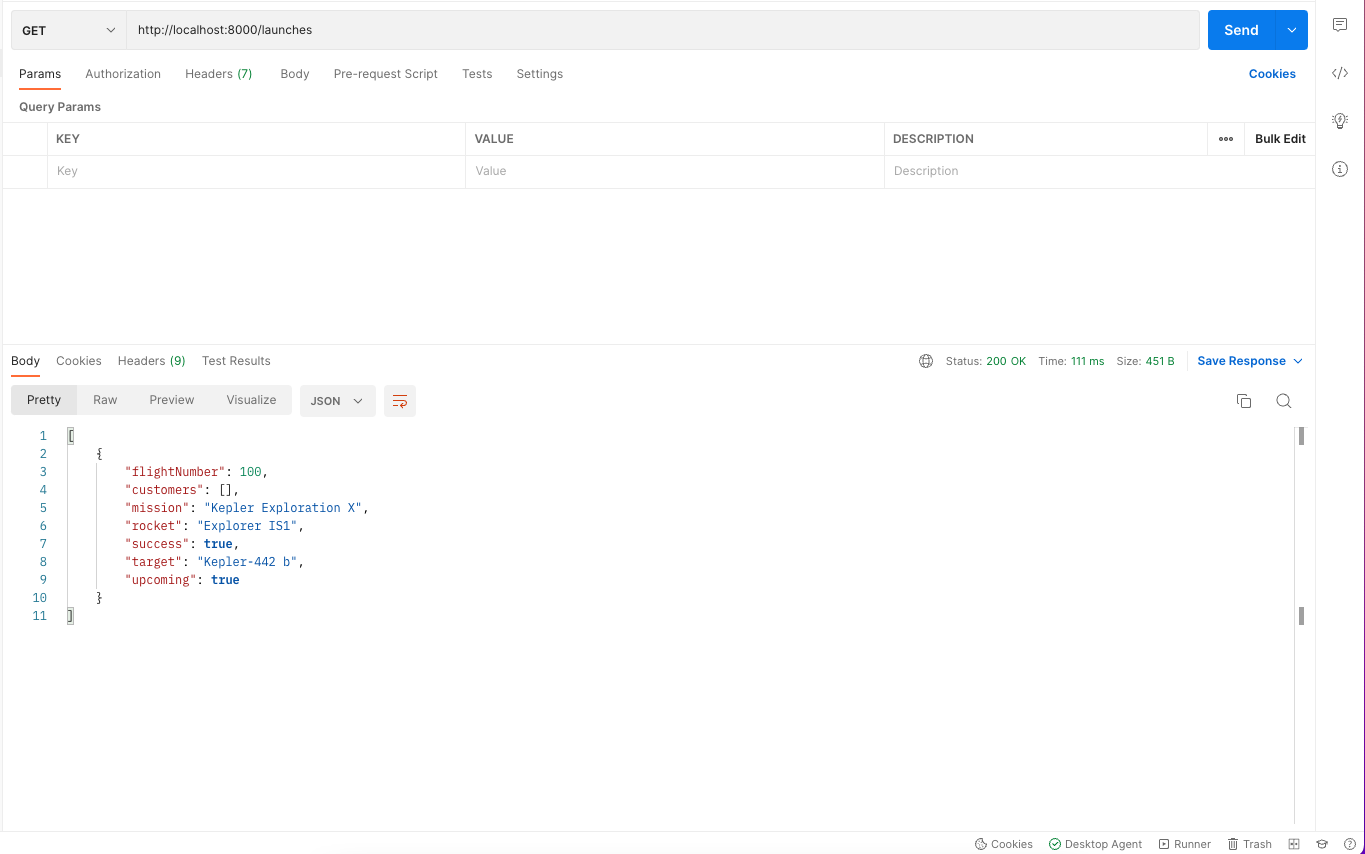 GET http://localhost:8000/launches Send
Params Authorization Headers (7) Body Pre-request Script Tests Settings Cookies
Query Params
KEY VALUE DESCRIPTION ••• Bulk Edit
Key Value Description
Body Cookies Headers (9) Test Results Status: 200 OK Time: 111 ms Size: 451 B Save Response
Pretty Raw Preview Visualize JSON
1 [
2 {
3 "flightNumber": 100,
4 "customers": [],
5 "mission": "Kepler Exploration X",
6 "rocket": "Explorer IS1",
7 "success": true,
8 "target": "Kepler-442 b",
9 "upcoming": true
10 }
11 ]
Cookies Desktop Agent Runner Trash